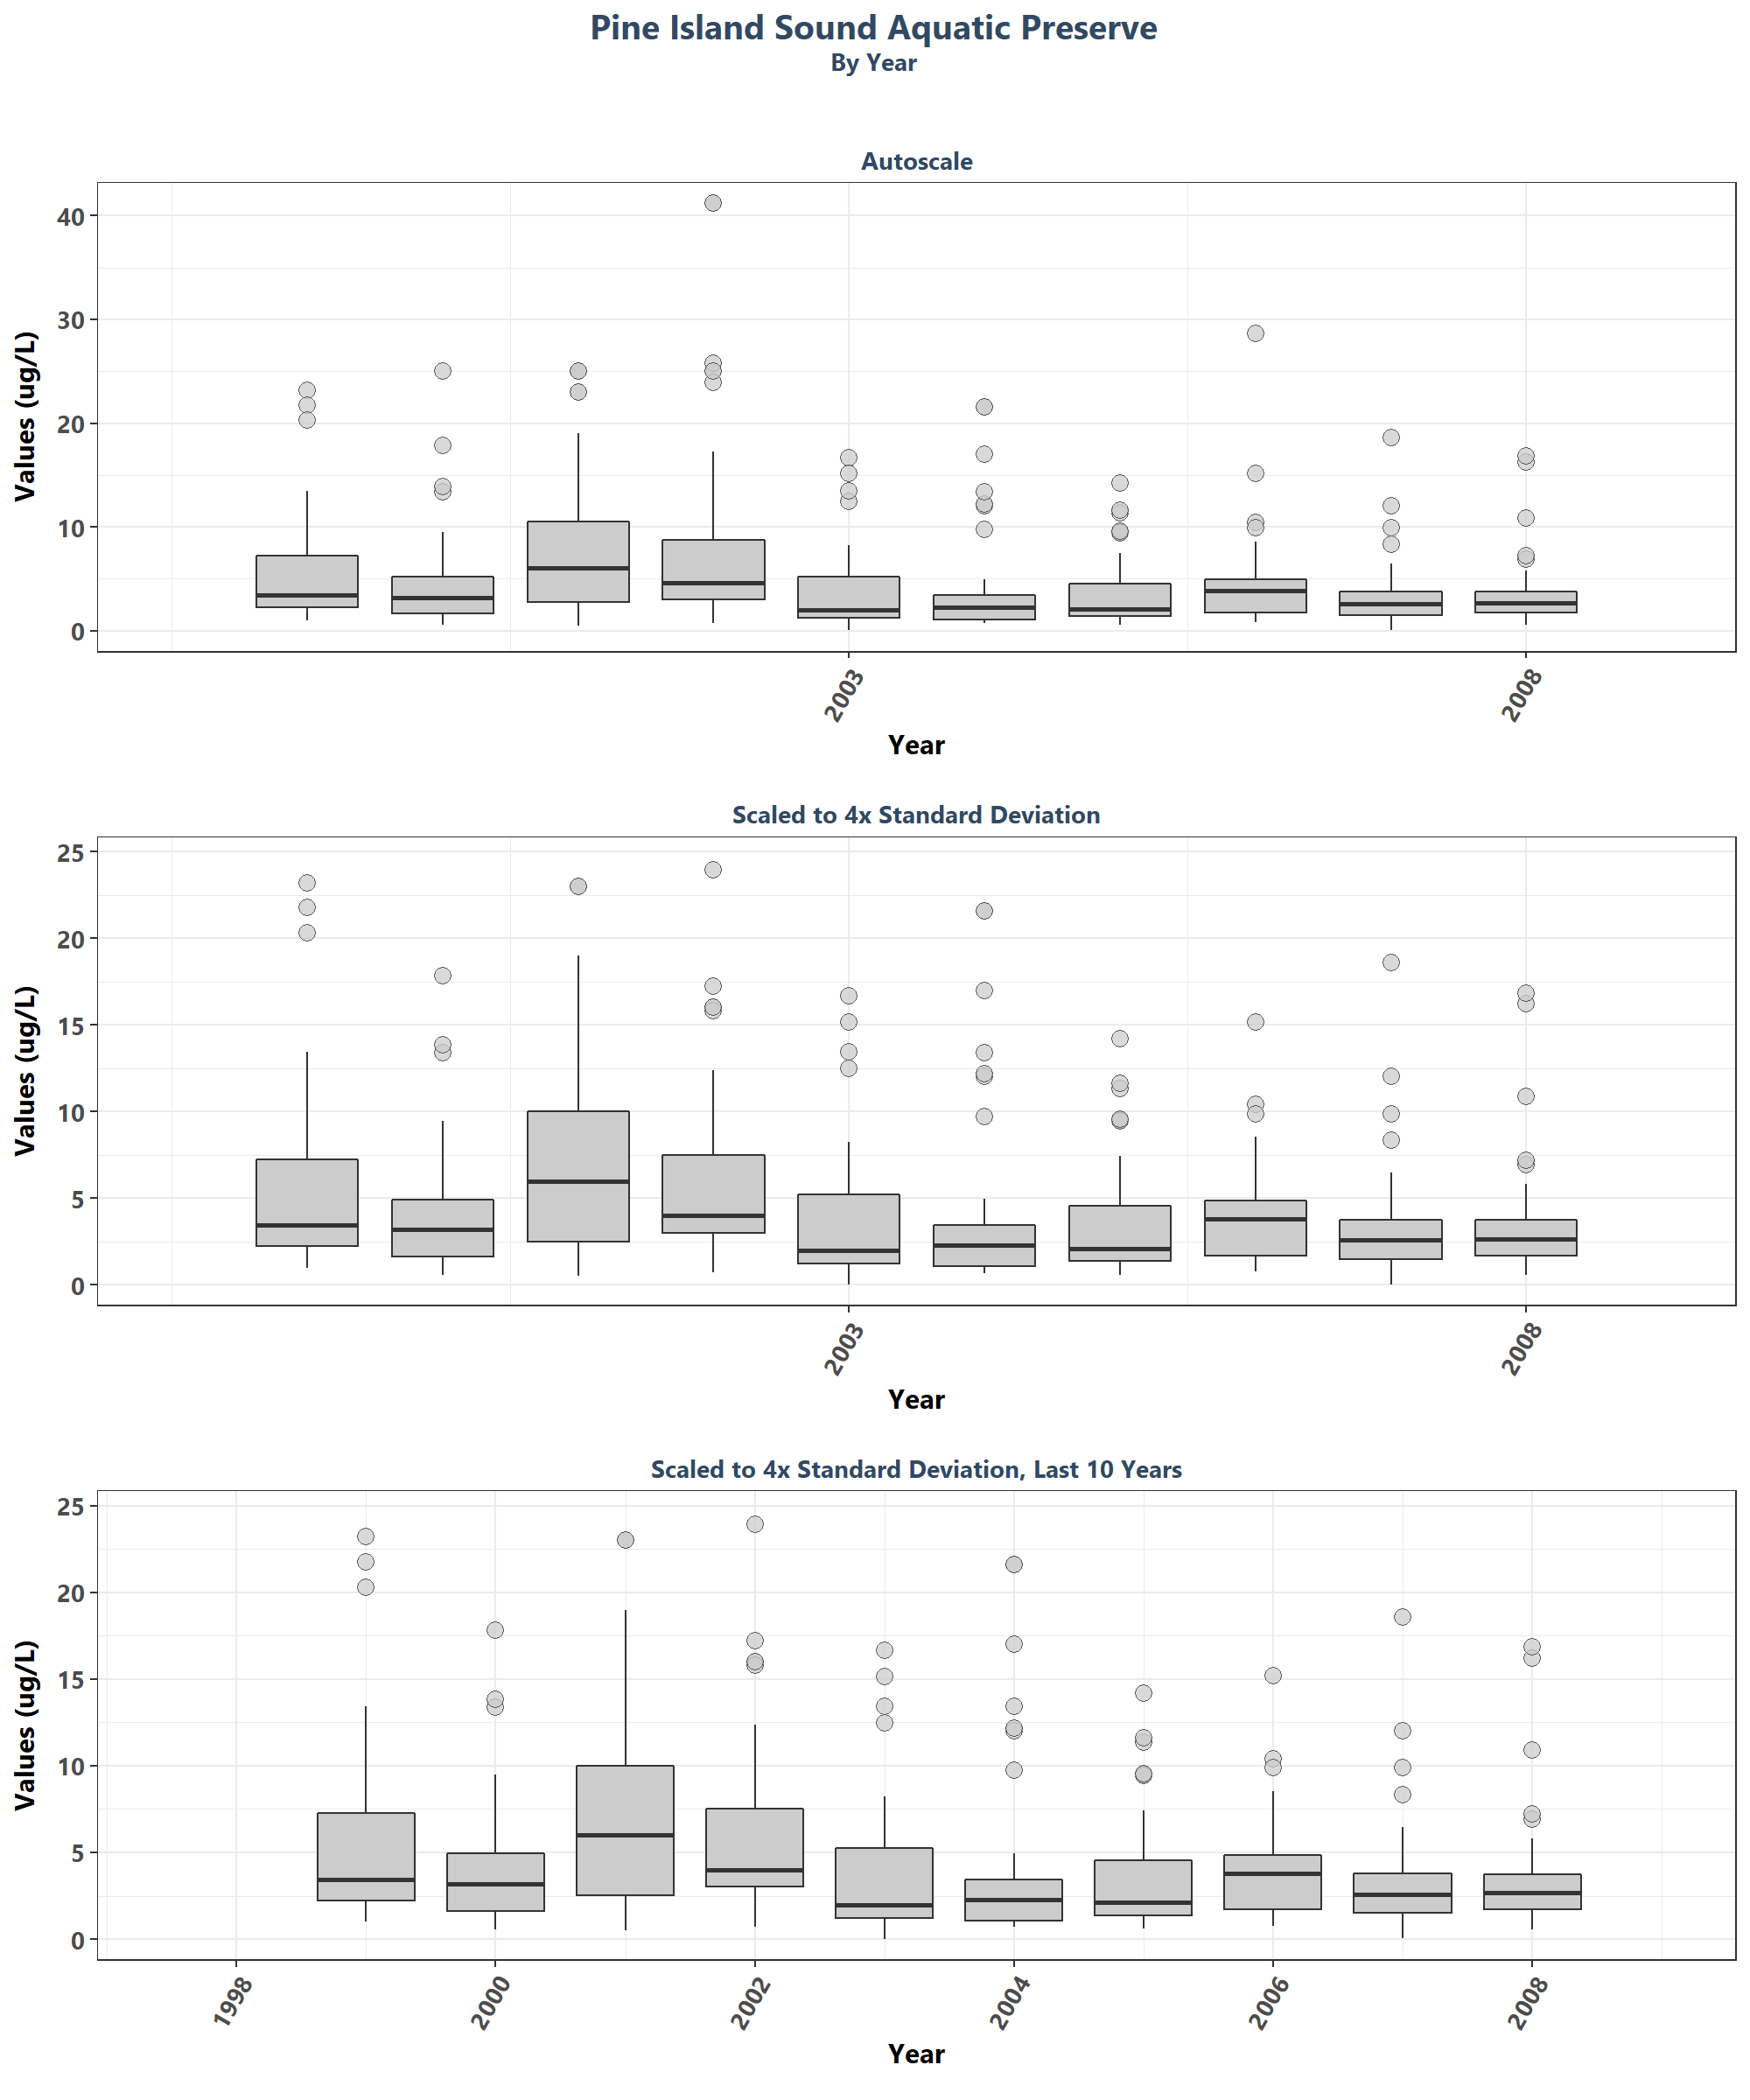 Pine Island Sound Aquatic Preserve
By Year
Autoscale
Values (ug/L)
40
30
20
10
0
2003
2008
Year
Scaled to 4x Standard Deviation
Values (ug/L)
25
20
15
10
5
0
2003
2008
Year
Scaled to 4x Standard Deviation, Last 10 Years
Values (ug/L)
25
20
15
10
5
0
1998
2000
2002
2004
2006
2008
Year